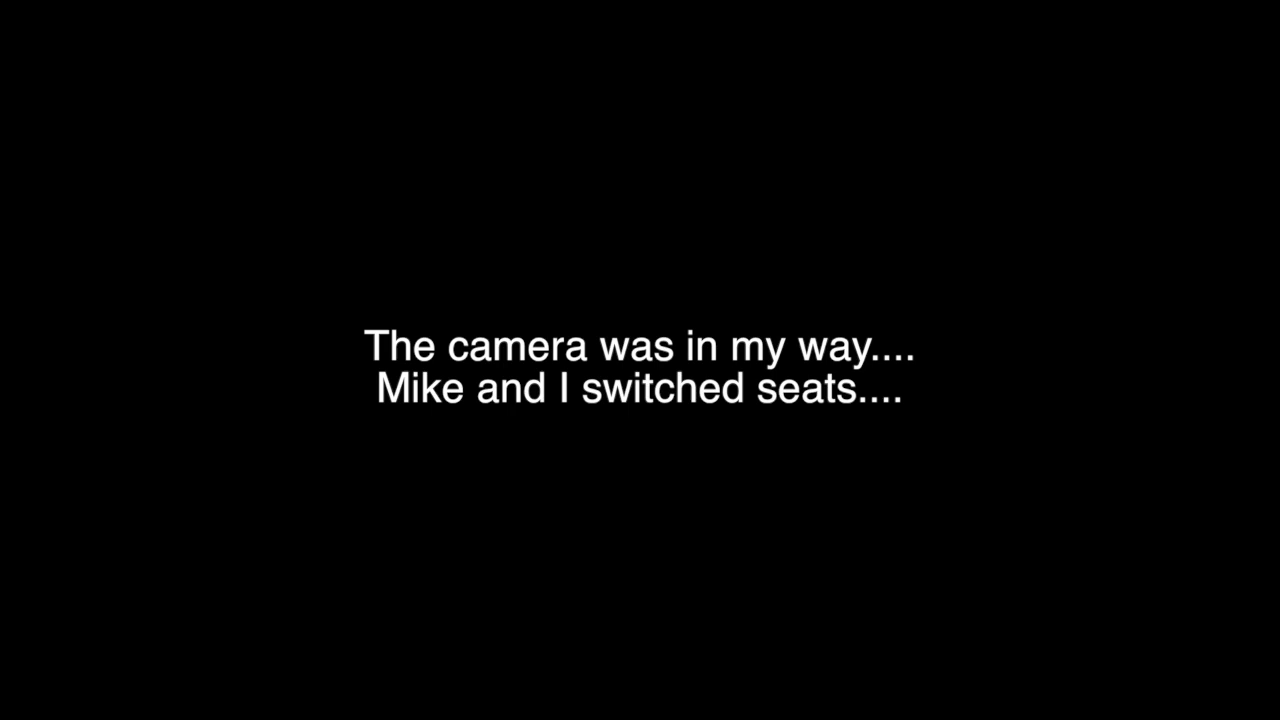 The camera was in my way....
Mike and I switched seats....